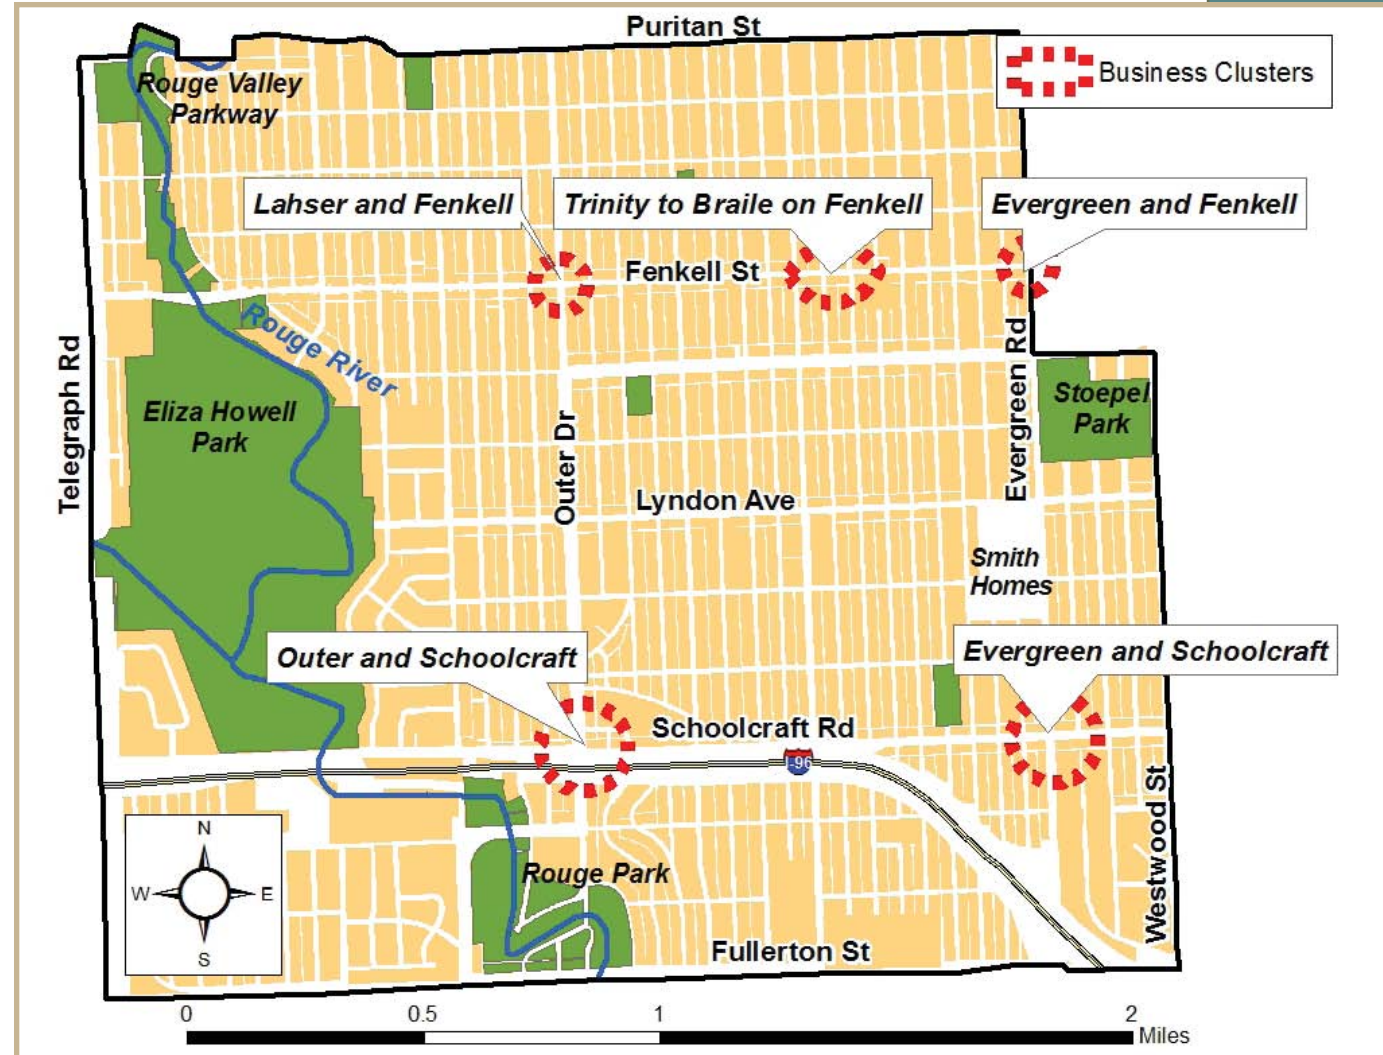 Puritan St
Business Clusters
Rouge Valley
Parkway
Lahser and Fenkell
Trinity to Braile on Fenkell
Evergreen and Fenkell
Fenkell St
Rouge River
Telegraph Rd
Eliza Howell
Park
Outer Dr
Evergreen Rd
Stoepel
Park
Lyndon Ave
Smith
Homes
Outer and Schoolcraft
Evergreen and Schoolcraft
Schoolcraft Rd
I-96
Westwood St
N
W
E
S
Rouge Park
Fullerton St
0
0.5
1
2
Miles